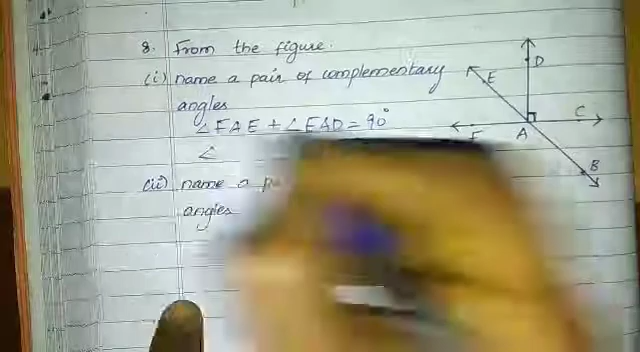 8. From the figure.
(i) name a pair of complementary
angles
∠FAE + ∠EAD = 90°
∠
(ii) name a
angles
D
E
C
A
F
B